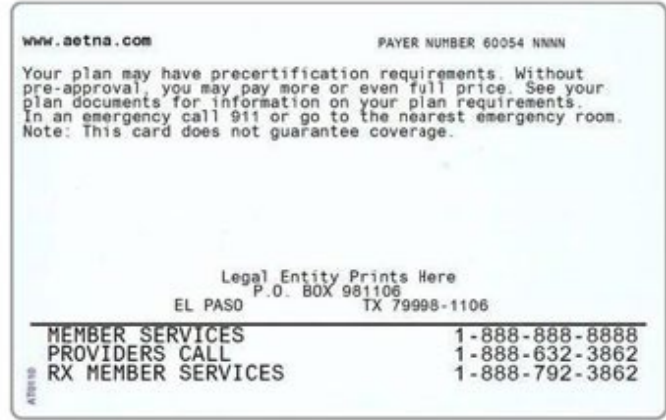 www.aetna.com PAYER NUMBER 60054 NNNN
Your plan may have precertification requirements. Without
pre-approval, you may pay more or even full price. See your
plan documents for information on your plan requirements.
In an emergency call 911 or go to the nearest emergency room.
Note: This card does not guarantee coverage.
Legal Entity Prints Here
P.O. BOX 981106
EL PASO TX 79998-1106
MEMBER SERVICES 1-888-888-8888
PROVIDERS CALL 1-888-632-3862
RX MEMBER SERVICES 1-888-792-3862
AT0110